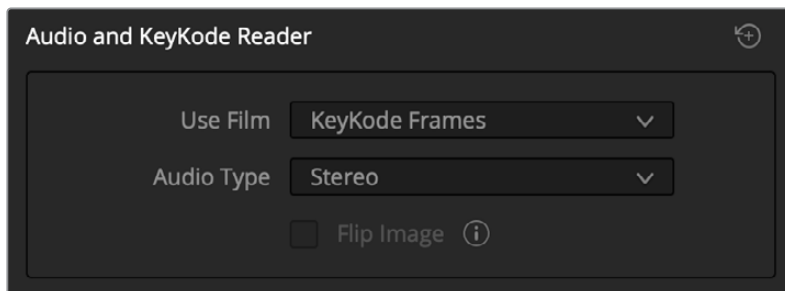 Audio and KeyKode Reader
Use Film KeyKode Frames
Audio Type Stereo
Flip Image